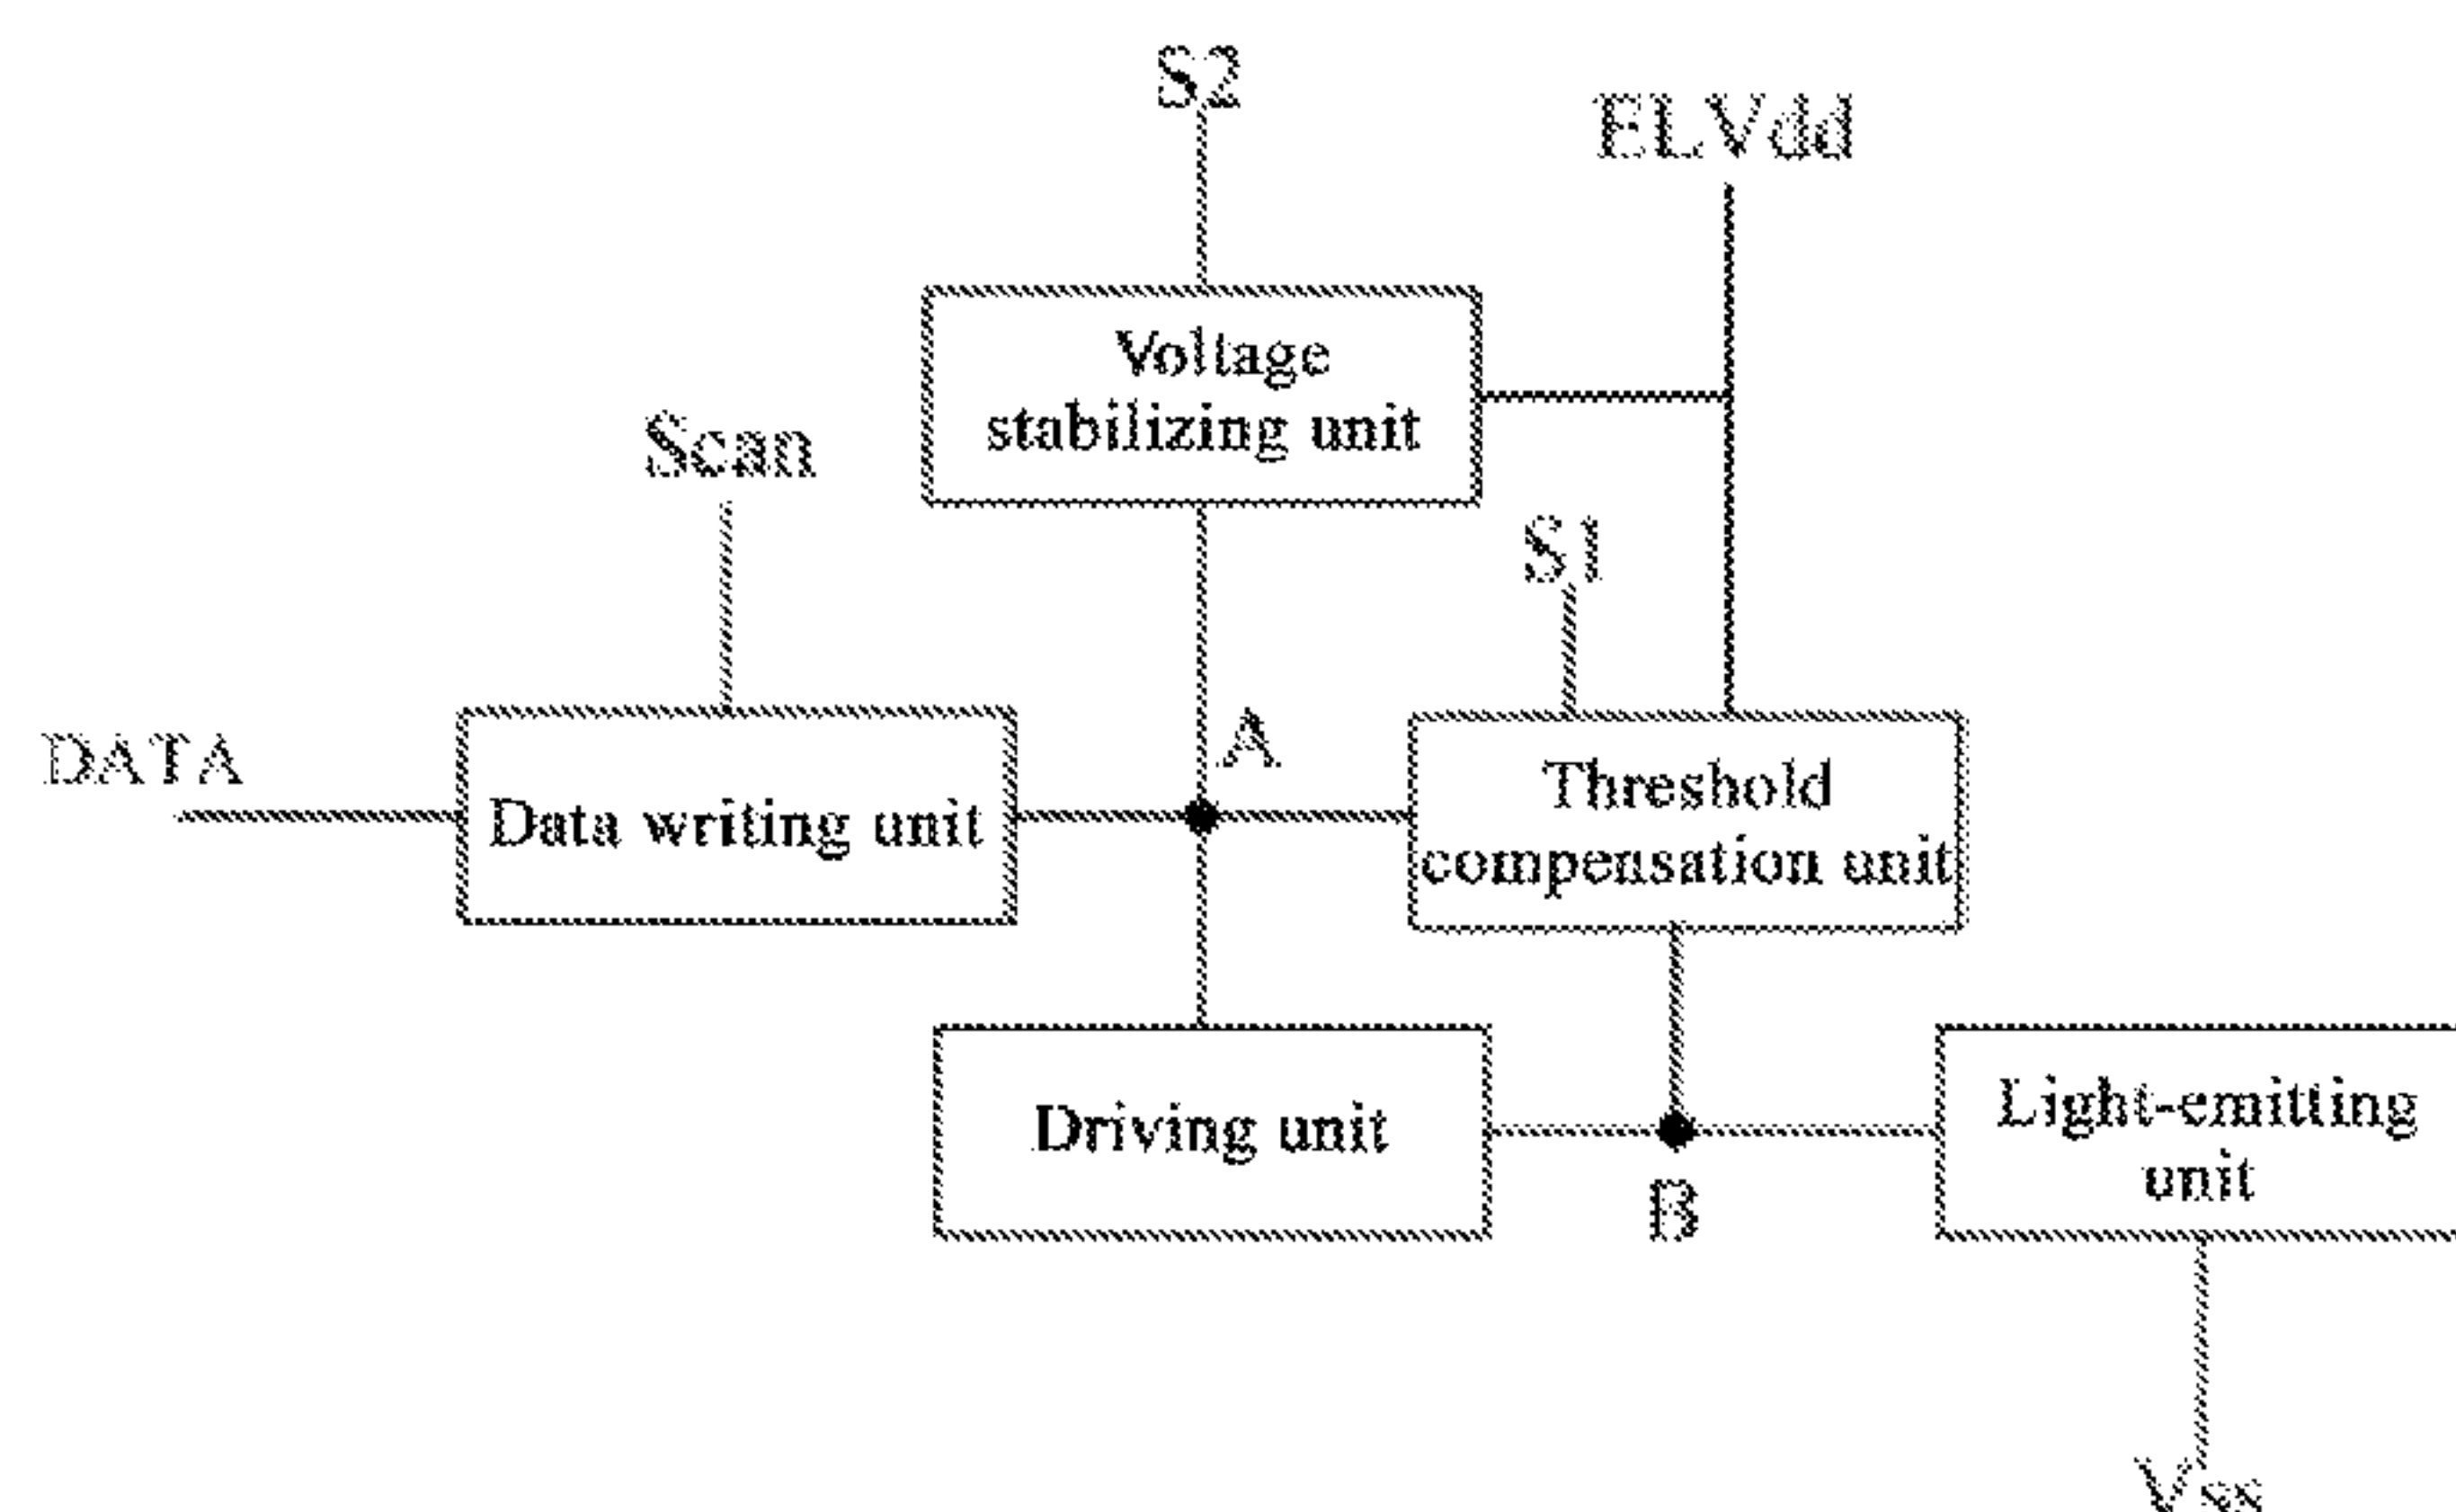 S2
ELVdd
Voltage
stabilizing unit
Scan
S1
DATA
A
Data writing unit
Threshold
compensation unit
Driving unit
B
Light-emitting
unit
Vss